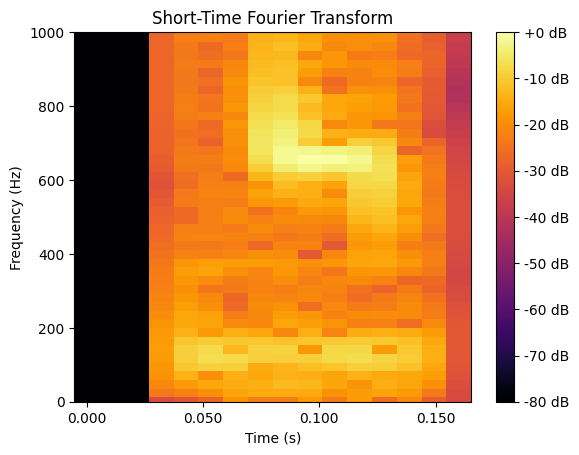 Short-Time Fourier Transform
1000
800
600
400
200
0
Frequency (Hz)
0.000
0.050
0.100
0.150
Time (s)
+0 dB
-10 dB
-20 dB
-30 dB
-40 dB
-50 dB
-60 dB
-70 dB
-80 dB